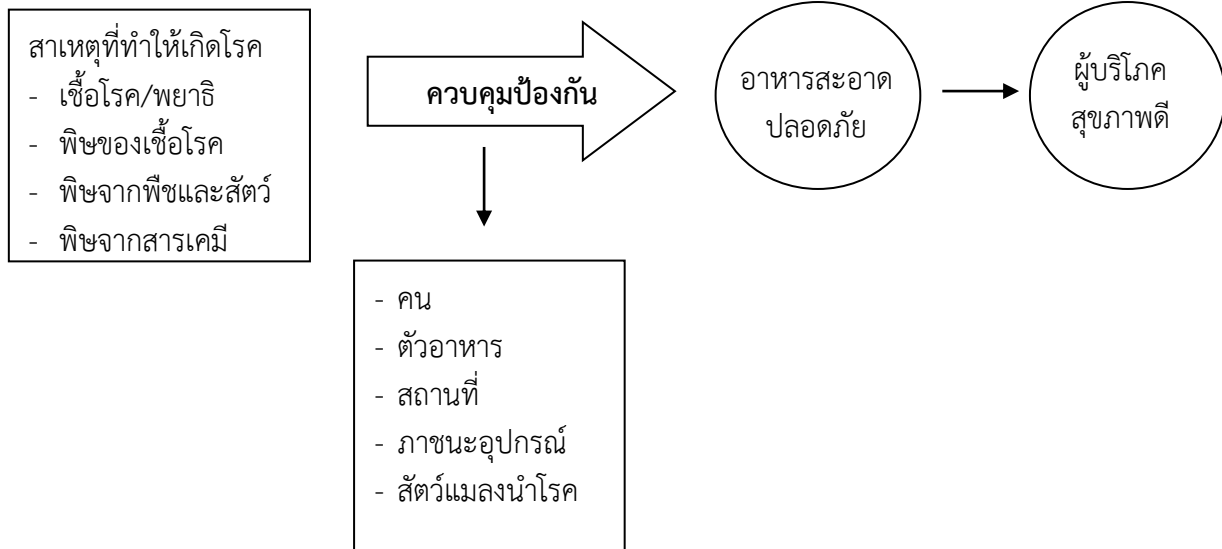 สาเหตุที่ทำให้เกิดโรค
- เชื้อโรค/พยาธิ
- พิษของเชื้อโรค
- พิษจากพืชและสัตว์
- พิษจากสารเคมี
ควบคุมป้องกัน
อาหารสะอาด
ปลอดภัย
ผู้บริโภค
สุขภาพดี
- คน
- ตัวอาหาร
- สถานที่
- ภาชนะอุปกรณ์
- สัตว์แมลงนำโรค